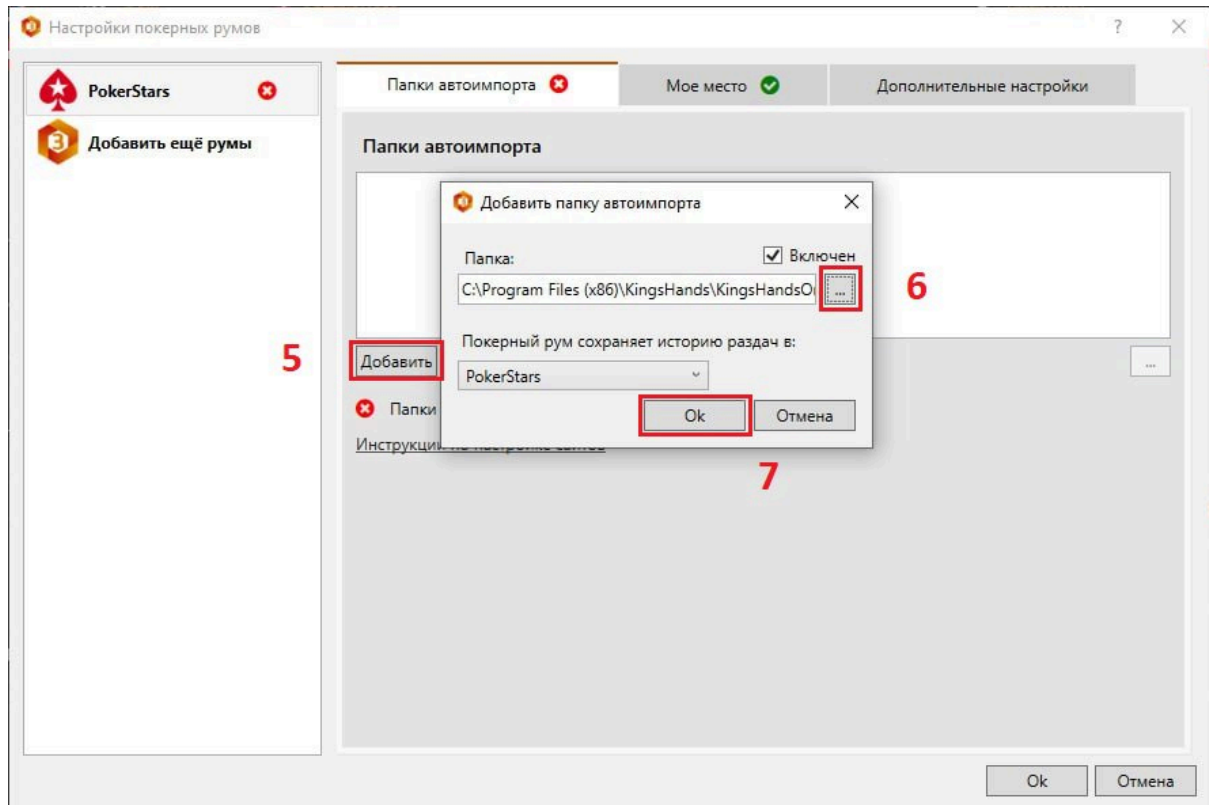 Настройки покерных румов
?
PokerStars
Добавить ещё румы
Папки автоимпорта
Мое место
Дополнительные настройки
Папки автоимпорта
Добавить папку автоимпорта
Папка:
Включен
C:\Program Files (x86)\KingsHands\KingsHandsO
...
6
Покерный рум сохраняет историю раздач в:
5
Добавить
PokerStars
...
Папки
Ok
Отмена
7
Ok
Отмена